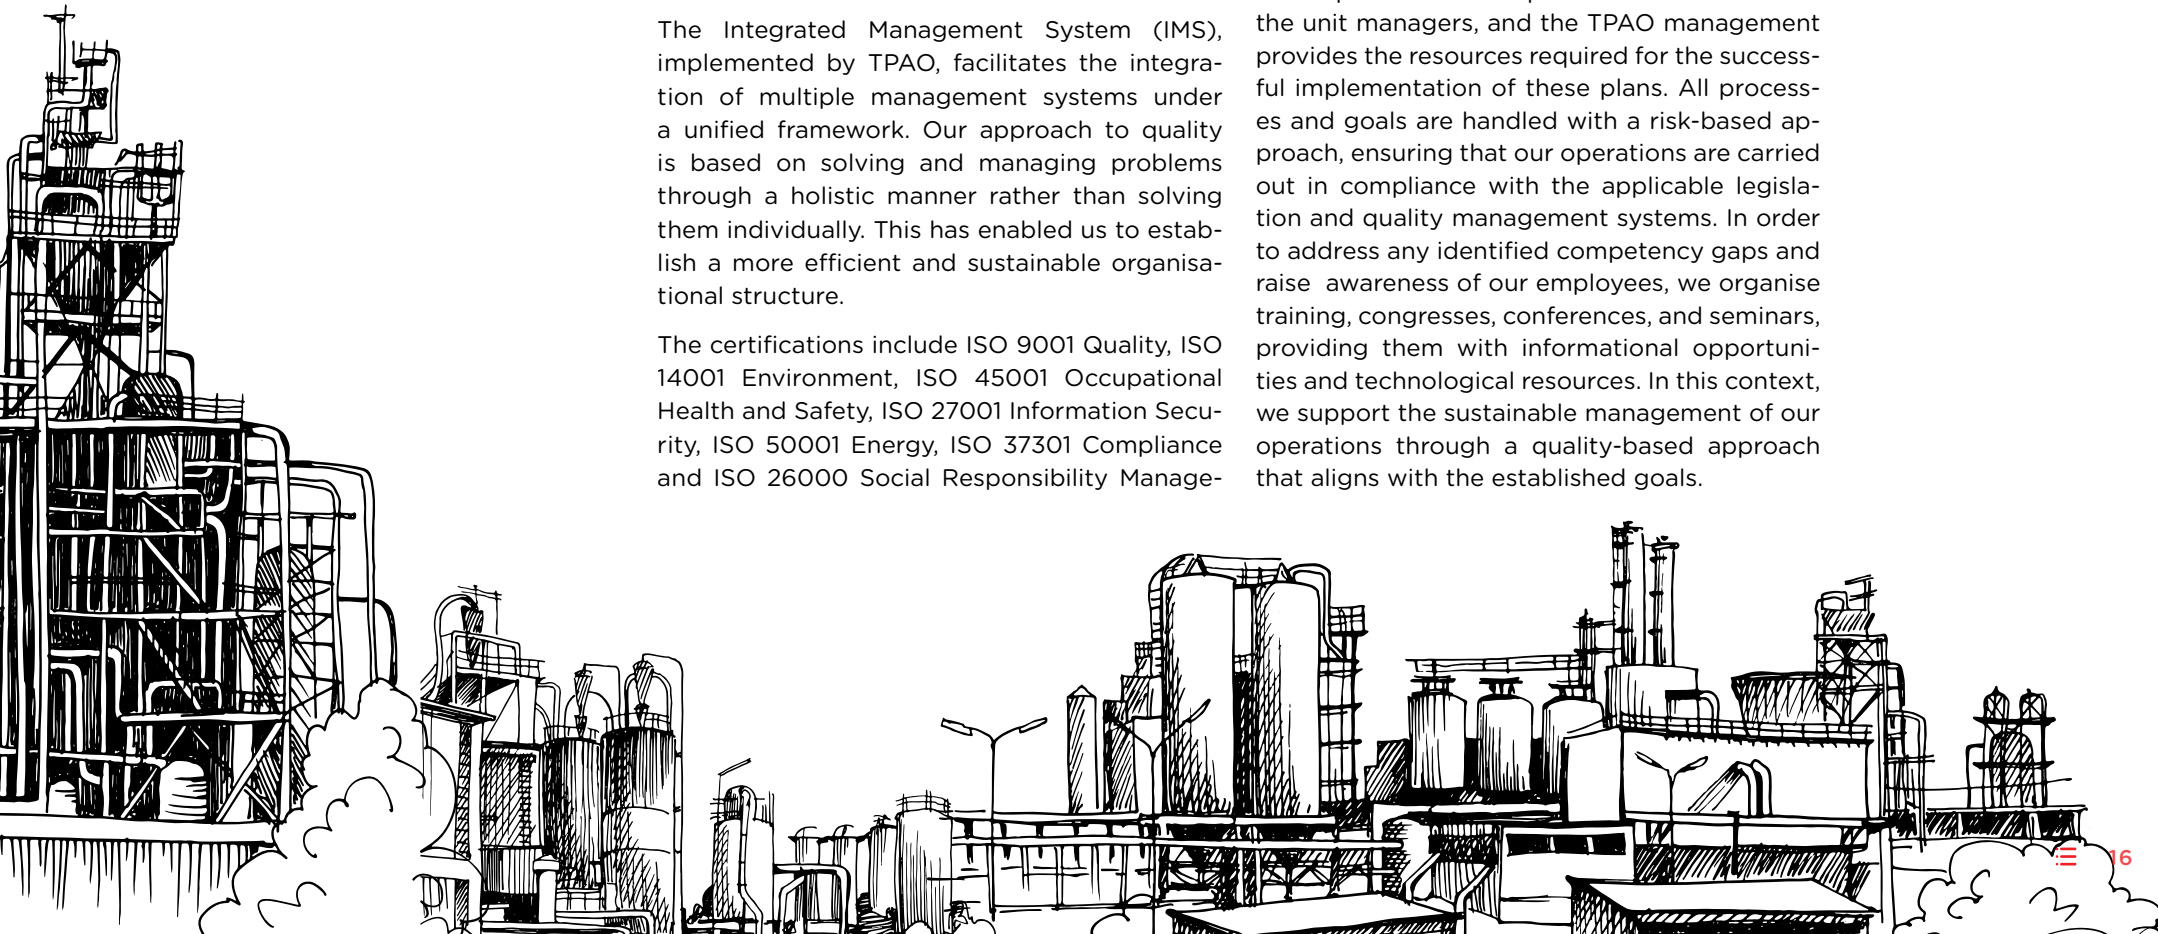 The Integrated Management System (IMS),
implemented by TPAO, facilitates the integra-
tion of multiple management systems under
a unified framework. Our approach to quality
is based on solving and managing problems
through a holistic manner rather than solving
them individually. This has enabled us to estab-
lish a more efficient and sustainable organisa-
tional structure.
The certifications include ISO 9001 Quality, ISO
14001 Environment, ISO 45001 Occupational
Health and Safety, ISO 27001 Information Secu-
rity, ISO 50001 Energy, ISO 37301 Compliance
and ISO 26000 Social Responsibility Manage-
the unit managers, and the TPAO management
provides the resources required for the success-
ful implementation of these plans. All process-
es and goals are handled with a risk-based ap-
proach, ensuring that our operations are carried
out in compliance with the applicable legisla-
tion and quality management systems. In order
to address any identified competency gaps and
raise awareness of our employees, we organise
training, congresses, conferences, and seminars,
providing them with informational opportuni-
ties and technological resources. In this context,
we support the sustainable management of our
operations through a quality-based approach
that aligns with the established goals.
16